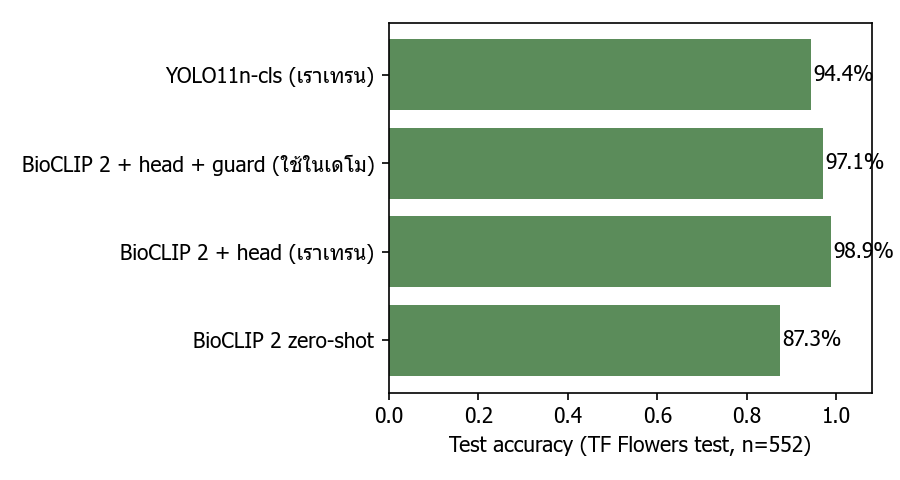 YOLO11n-cls (เราเทรน)
94.4%
BioCLIP 2 + head + guard (ใช้ในเดโม)
97.1%
BioCLIP 2 + head (เราเทรน)
98.9%
BioCLIP 2 zero-shot
87.3%
0.0 0.2 0.4 0.6 0.8 1.0
Test accuracy (TF Flowers test, n=552)